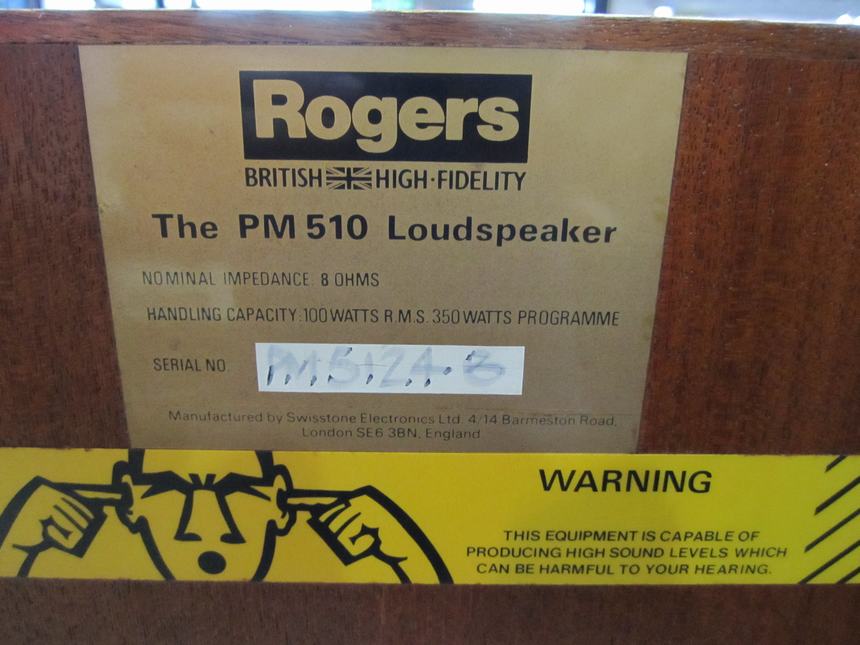 Rogers
BRITISH HIGH·FIDELITY
The PM 510 Loudspeaker
NOMINAL IMPEDANCE: 8 OHMS
HANDLING CAPACITY:100 WATTS R.M.S. 350 WATTS PROGRAMME
SERIAL NO.
Manufactured by Swisstone Electronics Ltd. 4/14 Barmeston Road,
London SE6 3BN, England
WARNING
THIS EQUIPMENT IS CAPABLE OF
PRODUCING HIGH SOUND LEVELS WHICH
CAN BE HARMFUL TO YOUR HEARING.